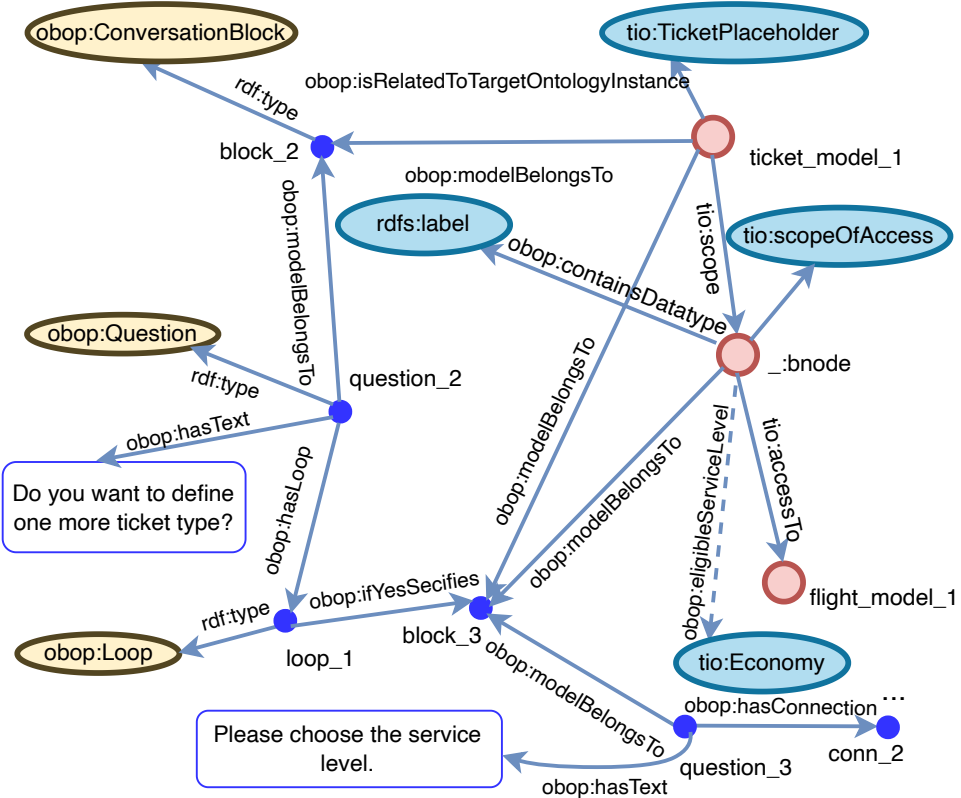 obop:ConversationBlock
tio:TicketPlaceholder
obop:isRelatedToTargetOntologyInstance
rdf:type
block_2
ticket_model_1
obop:modelBelongsTo
obop:modelBelongsTo
rdfs:label
tio:scope
tio:scopeOfAccess
obop:containsDatatype
obop:Question
rdf:type
question_2
obop:modelBelongsTo
_:bnode
obop:hasText
Do you want to define
one more ticket type?
obop:hasLoop
obop:modelBelongsTo
obop:eligibleServiceLevel
tio:accessTo
flight_model_1
rdf:type
obop:ifYesSecifies
block_3
obop:Loop
loop_1
obop:modelBelongsTo
tio:Economy
...
obop:hasConnection
conn_2
Please choose the service
level.
question_3
obop:hasText